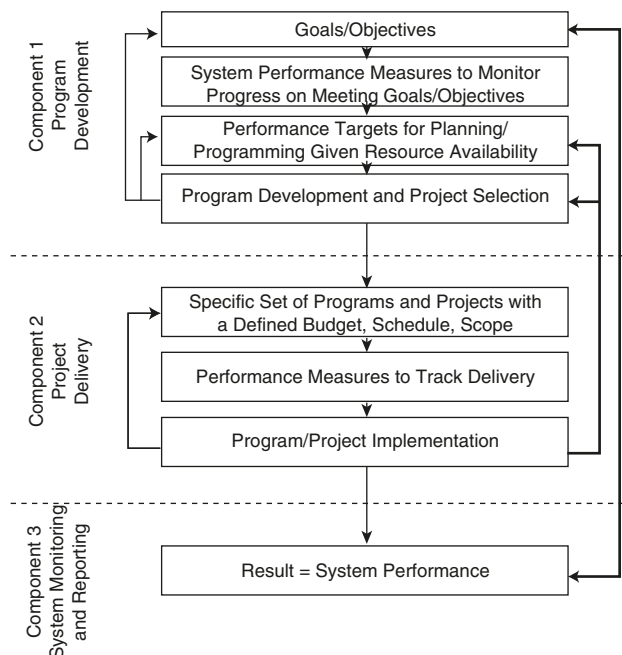 Component 1
Program
Development
Goals/Objectives
System Performance Measures to Monitor
Progress on Meeting Goals/Objectives
Performance Targets for Planning/
Programming Given Resource Availability
Program Development and Project Selection
Component 2
Project
Delivery
Specific Set of Programs and Projects with
a Defined Budget, Schedule, Scope
Performance Measures to Track Delivery
Program/Project Implementation
Component 3
System Monitoring
and Reporting
Result = System Performance